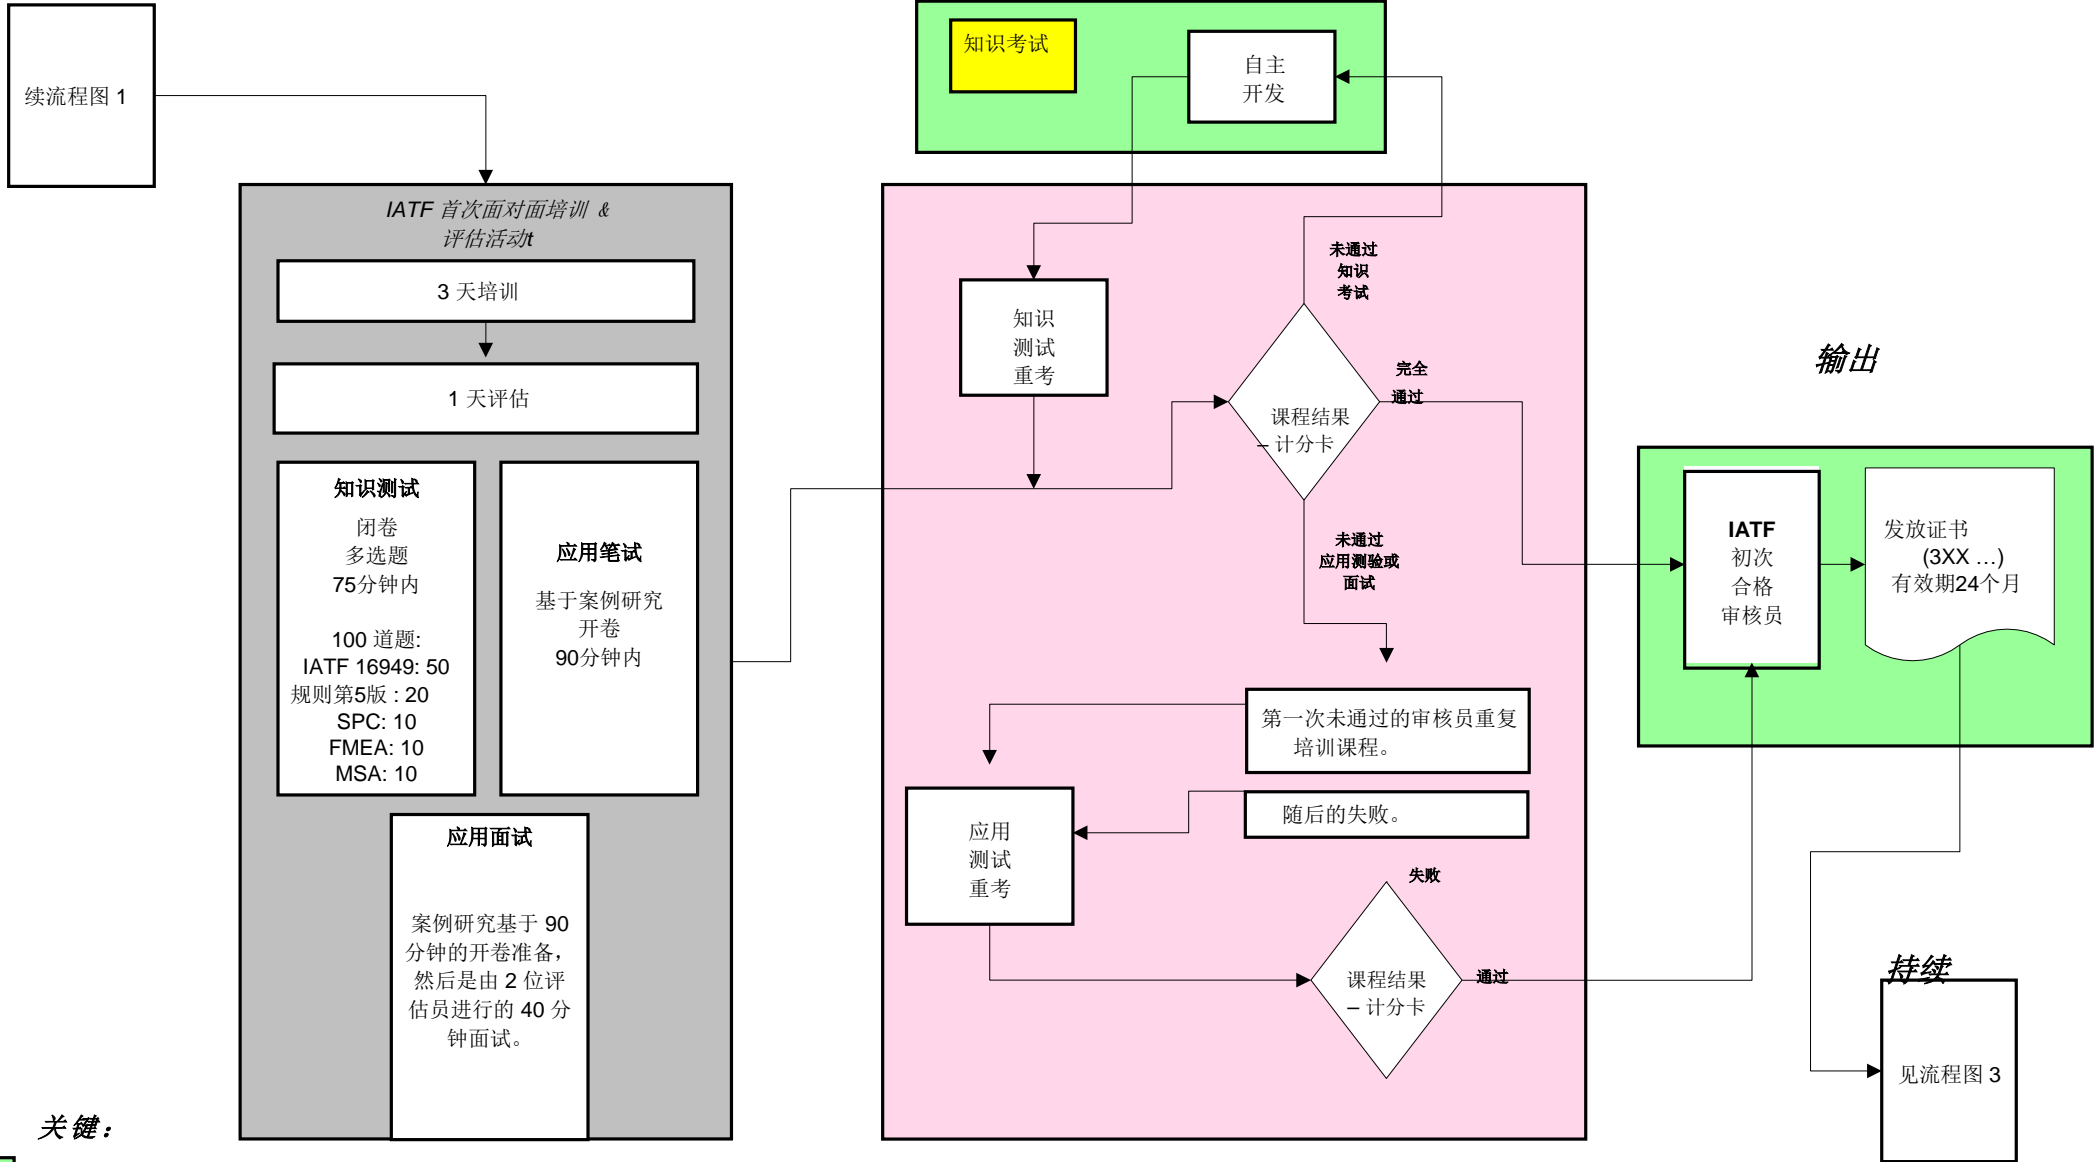 续流程图 1
知识考试
自主
开发
IATF 首次面对面培训 &
评估活动t
3 天培训
1 天评估
知识测试
闭卷
多选题
75分钟内
100 道题:
IATF 16949: 50
规则第5版 : 20
SPC: 10
FMEA: 10
MSA: 10
应用笔试
基于案例研究
开卷
90分钟内
应用面试
案例研究基于 90
分钟的开卷准备，
然后是由 2 位评
估员进行的 40 分
钟面试。
知识
测试
重考
未通过
知识
考试
课程结果
– 计分卡
完全
通过
未通过
应用测验或
面试
第一次未通过的审核员重复
培训课程。
随后的失败。
应用
测试
重考
失败
课程结果
– 计分卡
通过
输出
IATF
初次
合格
审核员
发放证书
(3XX …)
有效期24个月
持续
见流程图 3
关键：